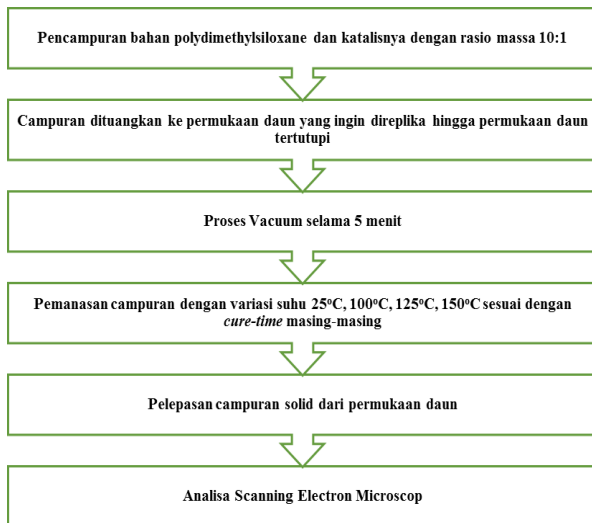 Pencampuran bahan polydimethylsiloxane dan katalisnya dengan rasio massa 10:1
Campuran dituangkan ke permukaan daun yang ingin direplika hingga permukaan daun
tertutupi
Proses Vacuum selama 5 menit
Pemanasan campuran dengan variasi suhu 25°C, 100°C, 125°C, 150°C sesuai dengan
cure-time masing-masing
Pelepasan campuran solid dari permukaan daun
Analisa Scanning Electron Microscop